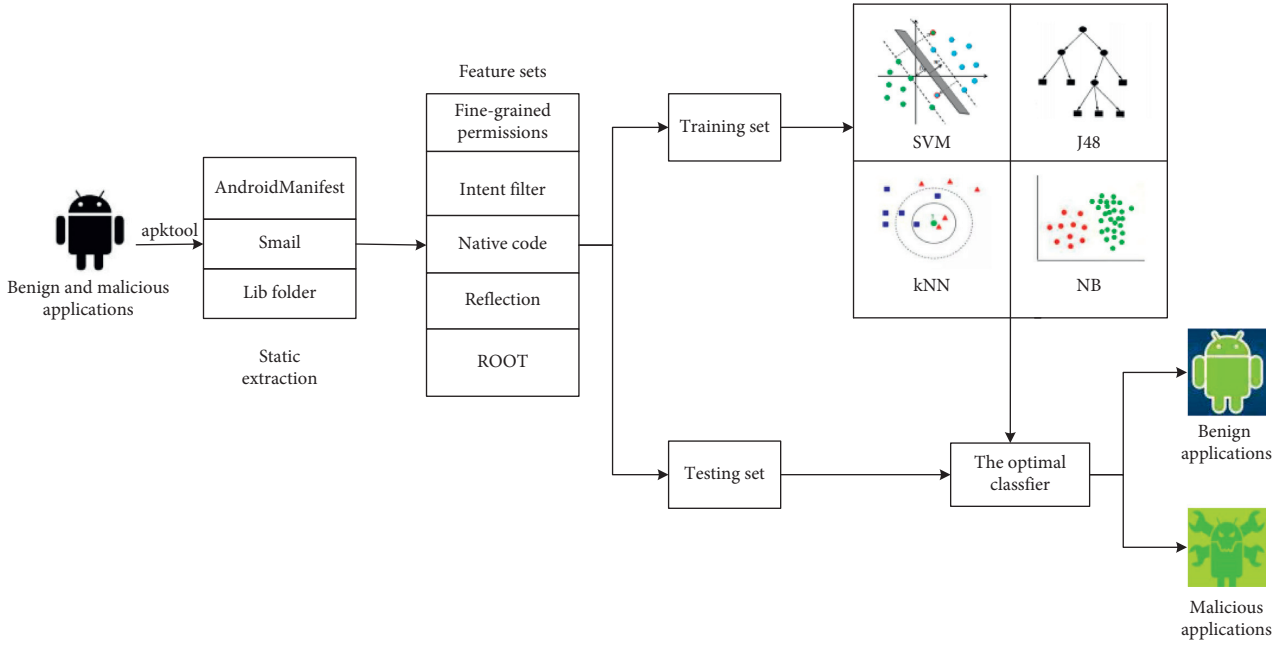 Benign and malicious
applications
apktool
AndroidManifest
Smail
Lib folder
Static
extraction
Feature sets
Fine-grained
permissions
Intent filter
Native code
Reflection
ROOT
Training set
Testing set
SVM
J48
kNN
NB
The optimal
classfier
Benign
applications
Malicious
applications